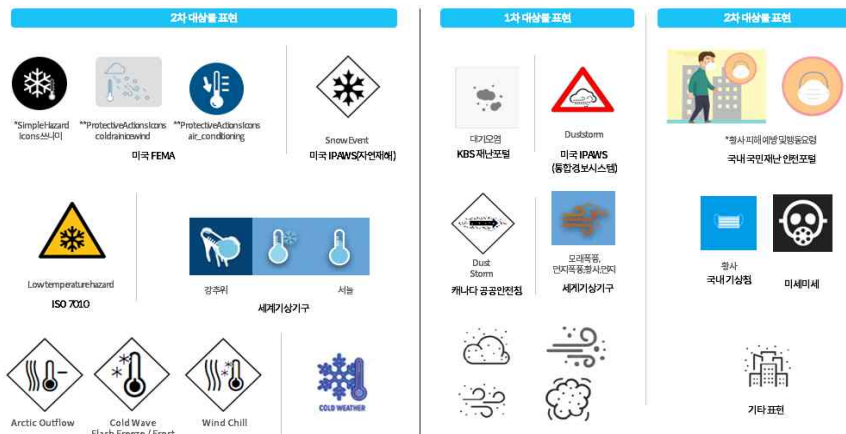 2차 대상물 표현
*SimpleHazard
Icons:쓰나미
**ProtectiveActionsIcons
coldrainicewind
**ProtectiveActionsIcons
air_conditioning
미국 FEMA
Snow Event
미국 IPAWS(자연재해)
Low temperature hazard
ISO 7010
강추위
서늘
세계기상기구
Arctic Outflow
Cold Wave
Flash Freeze / Frost
Wind Chill
COLD WEATHER
1차 대상물 표현
대기오염
KBS 재난포털
Duststorm
미국 IPAWS
(통합경보시스템)
Dust
Storm
캐나다 공공안전청
모래폭풍,
먼지폭풍,황사,먼지
세계기상기구
2차 대상물 표현
*황사 피해 예방 및 행동요령
국내 국민재난 안전포털
황사
국내 기상청
미세미세
기타 표현